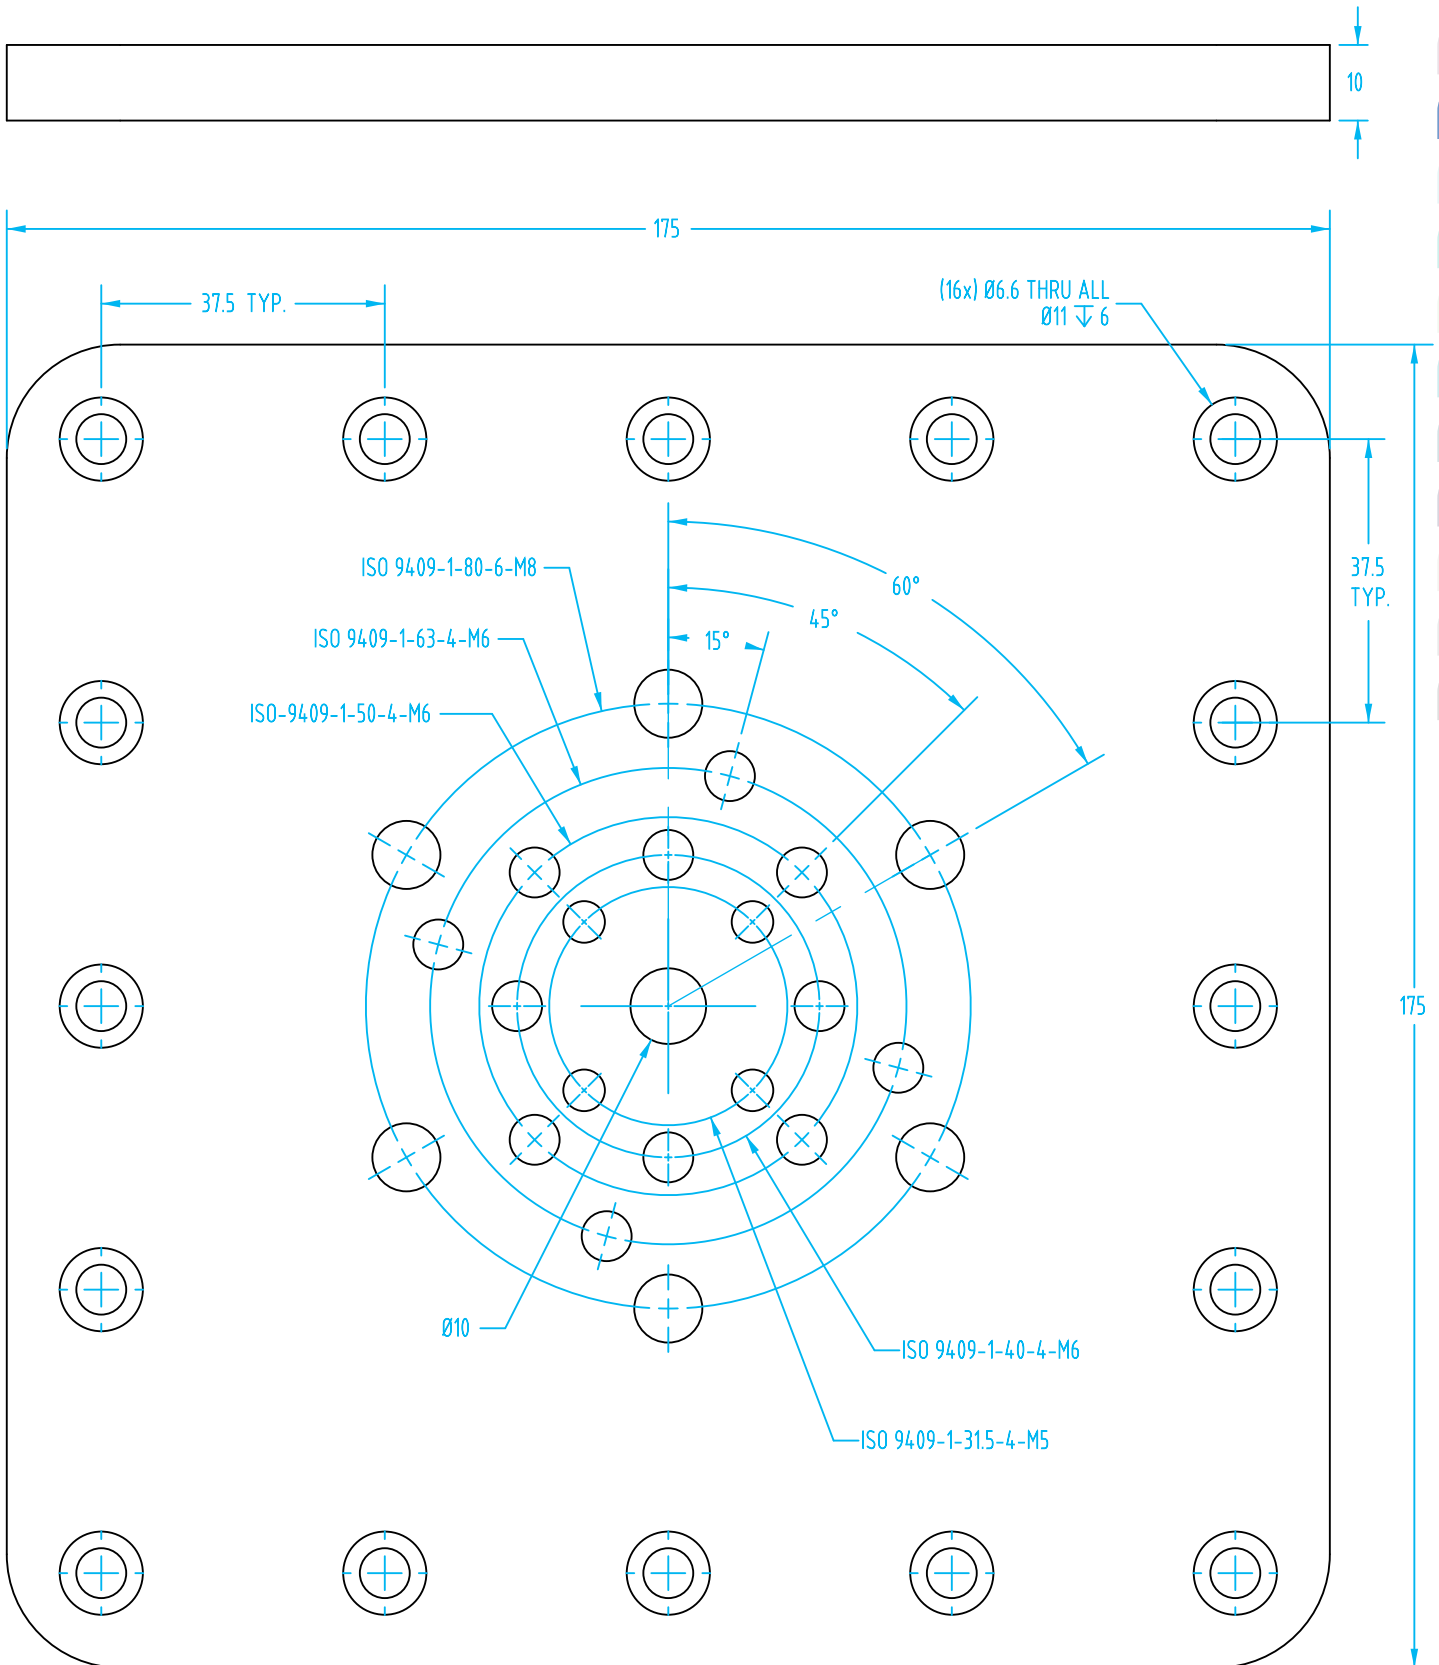 10
175
37.5 TYP.
(16x) Ø6.6 THRU ALL
Ø11 ↧ 6
ISO 9409-1-80-6-M8
60°
37.5
TYP.
45°
ISO 9409-1-63-4-M6
15°
ISO-9409-1-50-4-M6
175
Ø10
ISO 9409-1-40-4-M6
ISO 9409-1-31.5-4-M5